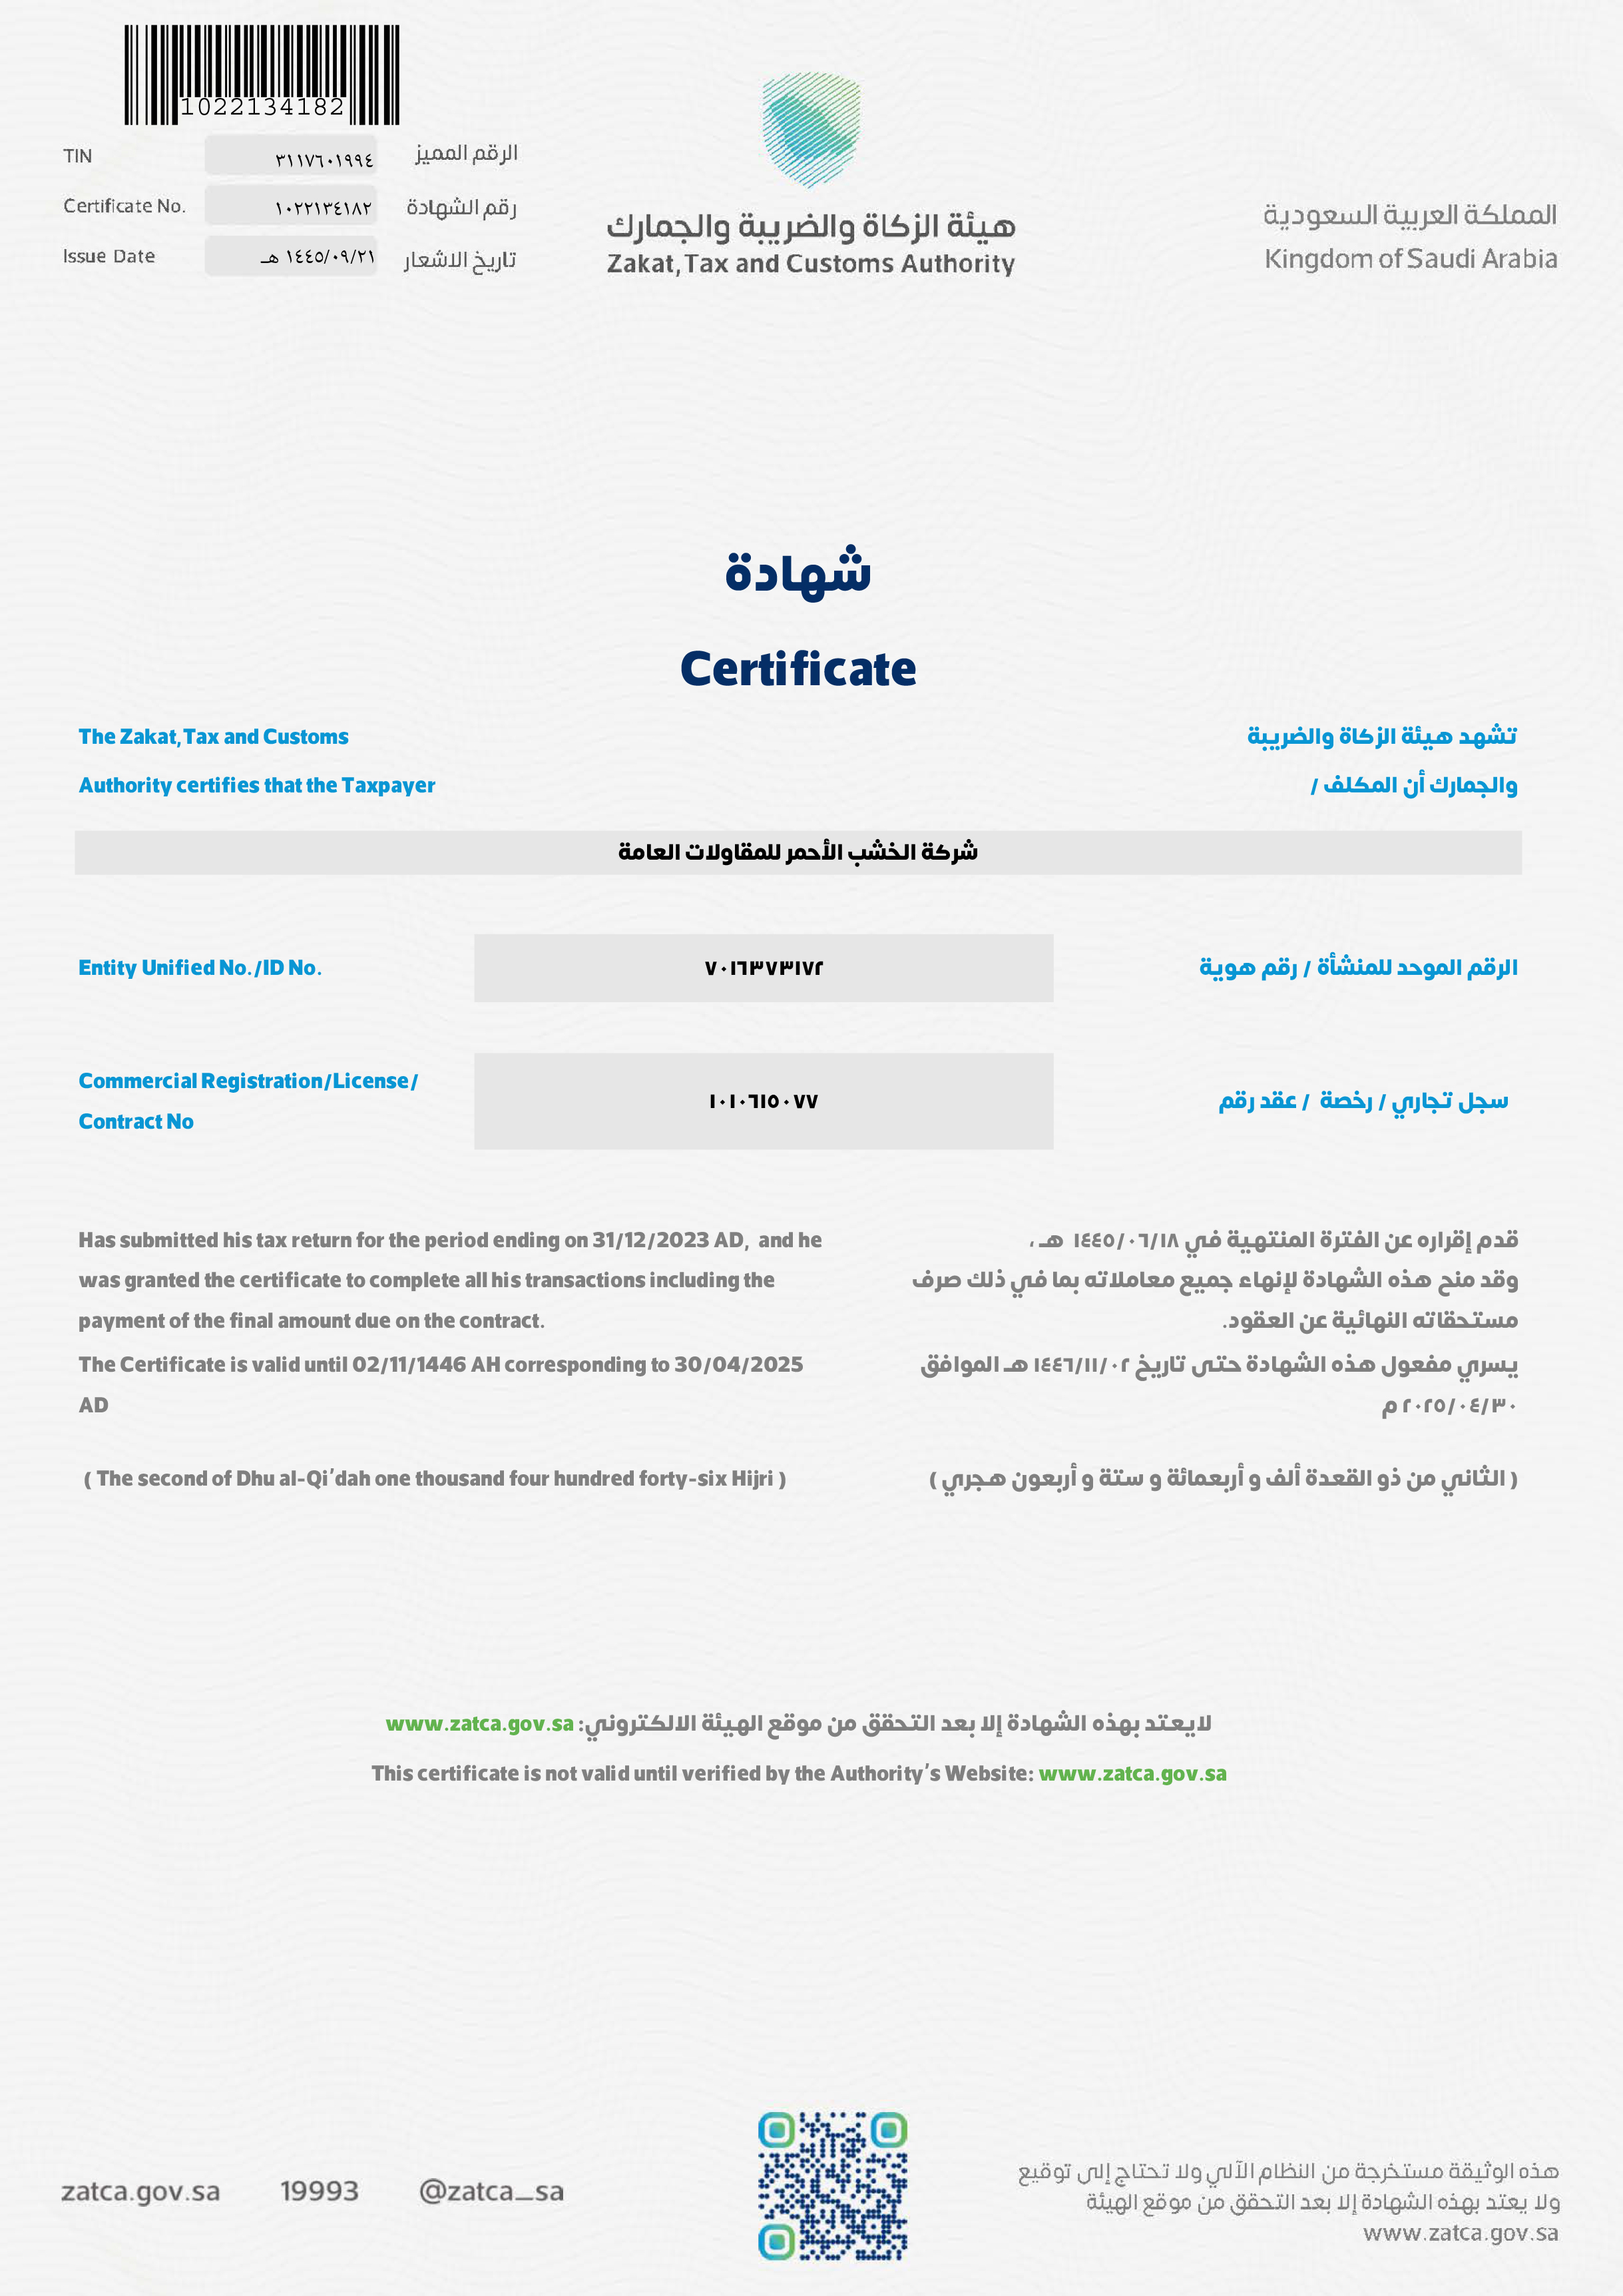 1022134182
TIN ٣١١٧٦٠١٩٩٤ الرقم المميز
Certificate No. ١٠٢٢١٣٤١٨٢ رقم الشهادة
Issue Date ١٤٤٥/٠٩/٢١ هـ تاريخ الاشعار
هيئة الزكاة والضريبة والجمارك
Zakat,Tax and Customs Authority
المملكة العربية السعودية
Kingdom of Saudi Arabia
شهادة
Certificate
The Zakat,Tax and Customs
Authority certifies that the Taxpayer
تشهد هيئة الزكاة والضريبة
والجمارك أن المكلف /
شركة الخشب الأحمر للمقاولات العامة
Entity Unified No./ID No. ٧٠١٦٣٧٣١٧٢ الرقم الموحد للمنشأة / رقم هوية
Commercial Registration/License/
Contract No
١٠١٠٦١٥٠٧٧
سجل تجاري / رخصة / عقد رقم
Has submitted his tax return for the period ending on 31/12/2023 AD, and he
was granted the certificate to complete all his transactions including the
payment of the final amount due on the contract.
The Certificate is valid until 02/11/1446 AH corresponding to 30/04/2025
AD
( The second of Dhu al-Qi’dah one thousand four hundred forty-six Hijri )
قدم إقراره عن الفترة المنتهية في ١٤٤٥/٠٦/١٨ هـ ،
وقد منح هذه الشهادة لإنهاء جميع معاملاته بما في ذلك صرف
مستحقاته النهائية عن العقود.
يسري مفعول هذه الشهادة حتى تاريخ ١٤٤٦/١١/٠٢ هـ الموافق
٢٠٢٥/٠٤/٣٠ م
( الثاني من ذو القعدة ألف و أربعمائة و ستة و أربعون هجري )
لايعتد بهذه الشهادة إلا بعد التحقق من موقع الهيئة الالكتروني: www.zatca.gov.sa
This certificate is not valid until verified by the Authority’s Website: www.zatca.gov.sa
zatca.gov.sa 19993 @zatca_sa
هذه الوثيقة مستخرجة من النظام الآلي ولا تحتاج إلى توقيع
ولا يعتد بهذه الشهادة إلا بعد التحقق من موقع الهيئة
www.zatca.gov.sa